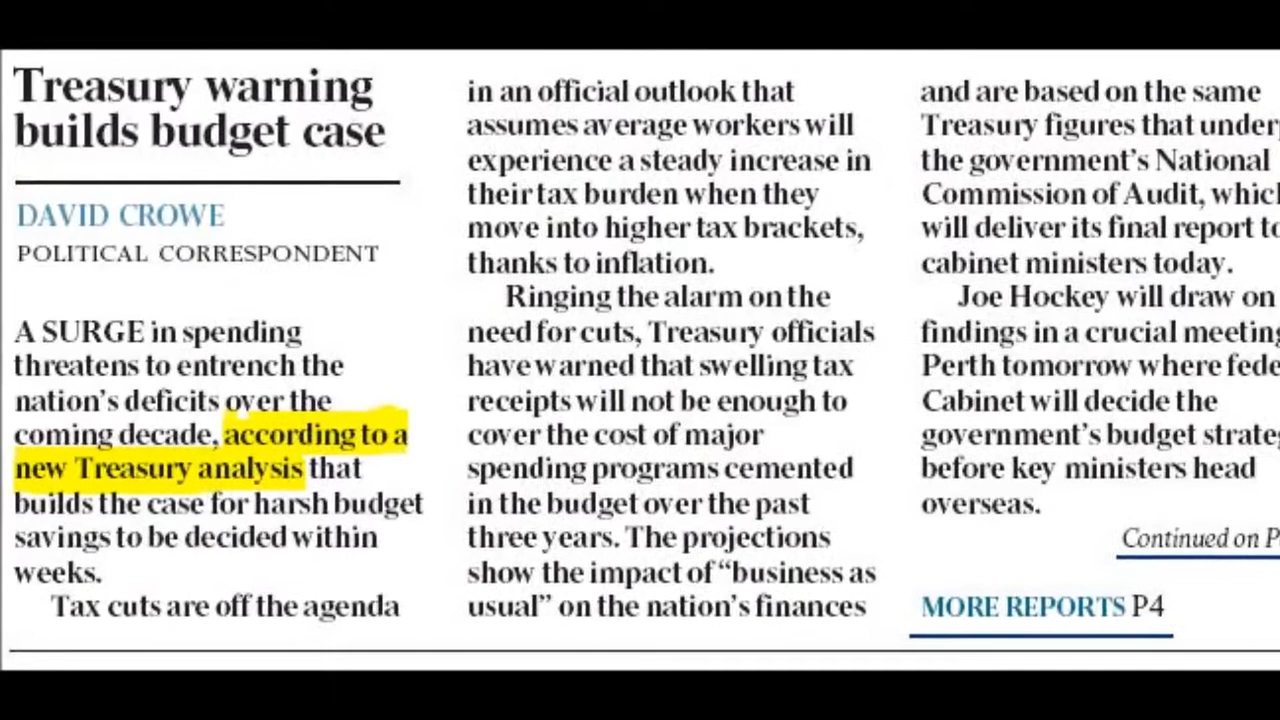 Treasury warning
builds budget case
DAVID CROWE
POLITICAL CORRESPONDENT
A SURGE in spending
threatens to entrench the
nation's deficits over the
coming decade, according to a
new Treasury analysis that
builds the case for harsh budget
savings to be decided within
weeks.
Tax cuts are off the agenda
in an official outlook that
assumes average workers will
experience a steady increase in
their tax burden when they
move into higher tax brackets,
thanks to inflation.
Ringing the alarm on the
need for cuts, Treasury officials
have warned that swelling tax
receipts will not be enough to
cover the cost of major
spending programs cemented
in the budget over the past
three years. The projections
show the impact of “business as
usual” on the nation's finances
and are based on the same
Treasury figures that
the government's National
Commission of Audit,
will deliver its final report
cabinet ministers today.
Joe Hockey will draw on
findings in a crucial
Perth tomorrow where
Cabinet will decide the
government's budget
before key ministers head
overseas.
Continued on
MORE REPORTS P4